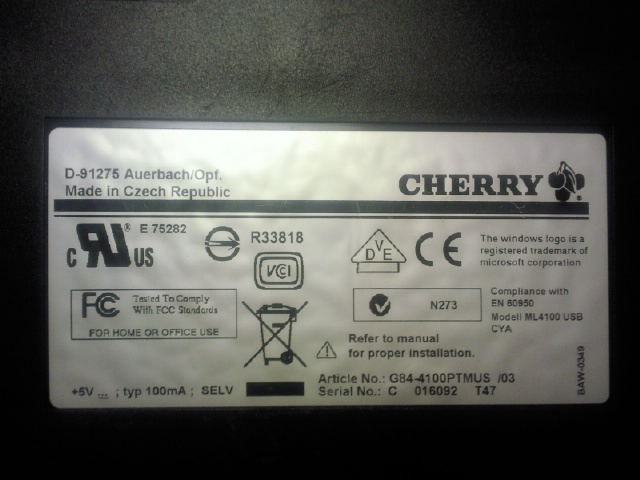 D-91275 Auerbach/Opf.
Made in Czech Republic
CHERRY
®
C RU US ® E 75282
R33818
VCI
DVE
CE
The windows logo is a
registered trademark of
microsoft corporation
FC Tested To Comply
With FCC Standards
FOR HOME OR OFFICE USE
N273
Compliance with
EN 60950
Modell ML4100 USB
CYA
Refer to manual
for proper installation.
+5V ⎓ ; typ 100mA ; SELV
Article No.: G84-4100PTMUS /03
Serial No.: C 016092 T47
BAW-0349